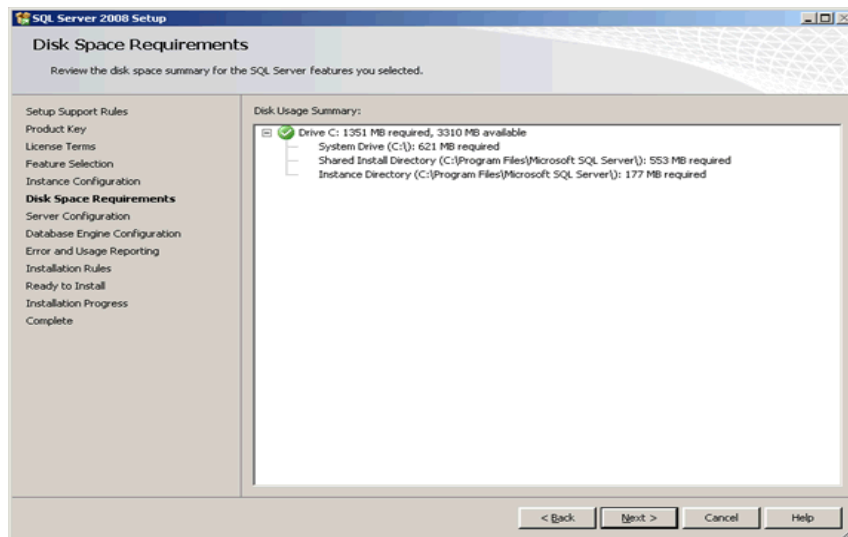 SQL Server 2008 Setup
Disk Space Requirements
Review the disk space summary for the SQL Server features you selected.
Setup Support Rules
Product Key
License Terms
Feature Selection
Instance Configuration
Disk Space Requirements
Server Configuration
Database Engine Configuration
Error and Usage Reporting
Installation Rules
Ready to Install
Installation Progress
Complete
Disk Usage Summary:
Drive C: 1351 MB required, 3310 MB available
System Drive (C:\): 621 MB required
Shared Install Directory (C:\Program Files\Microsoft SQL Server\): 553 MB required
Instance Directory (C:\Program Files\Microsoft SQL Server\): 177 MB required
< Back
Next >
Cancel
Help